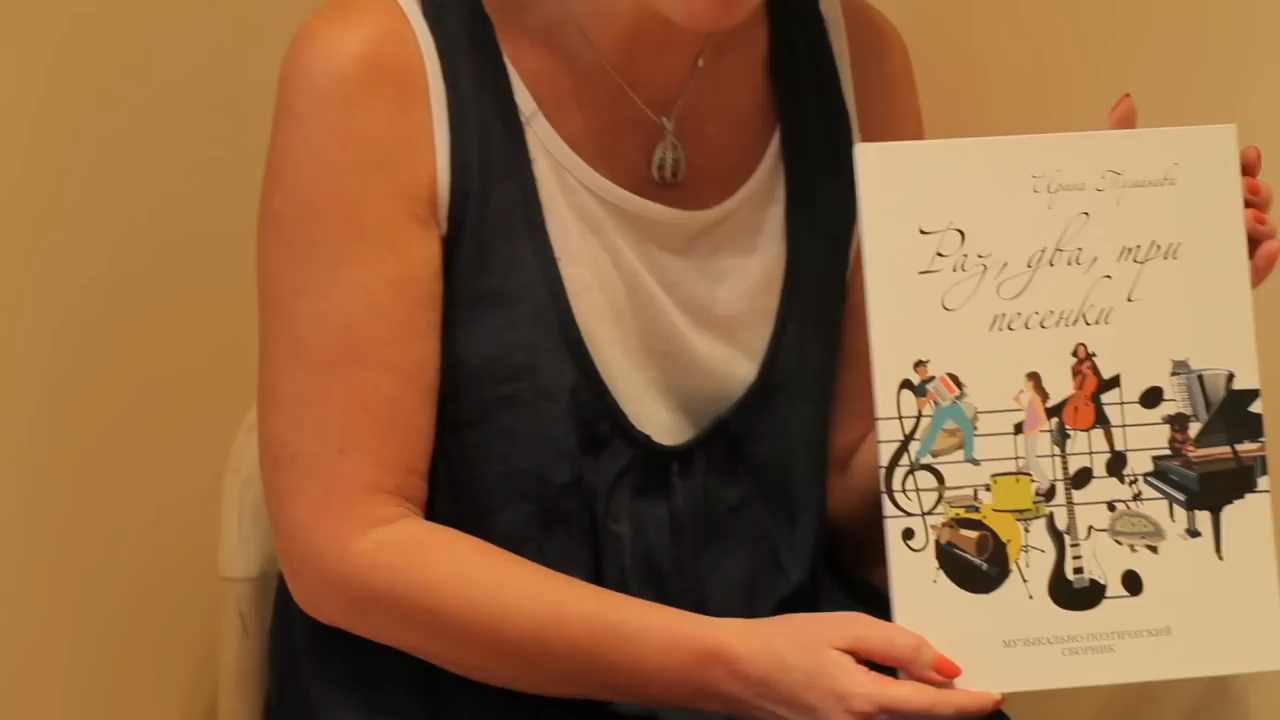 Ирина
Раз, два, три
песенки
МУЗЫКАЛЬНО-ПОЭТИЧЕСКИЙ
СБОРНИК